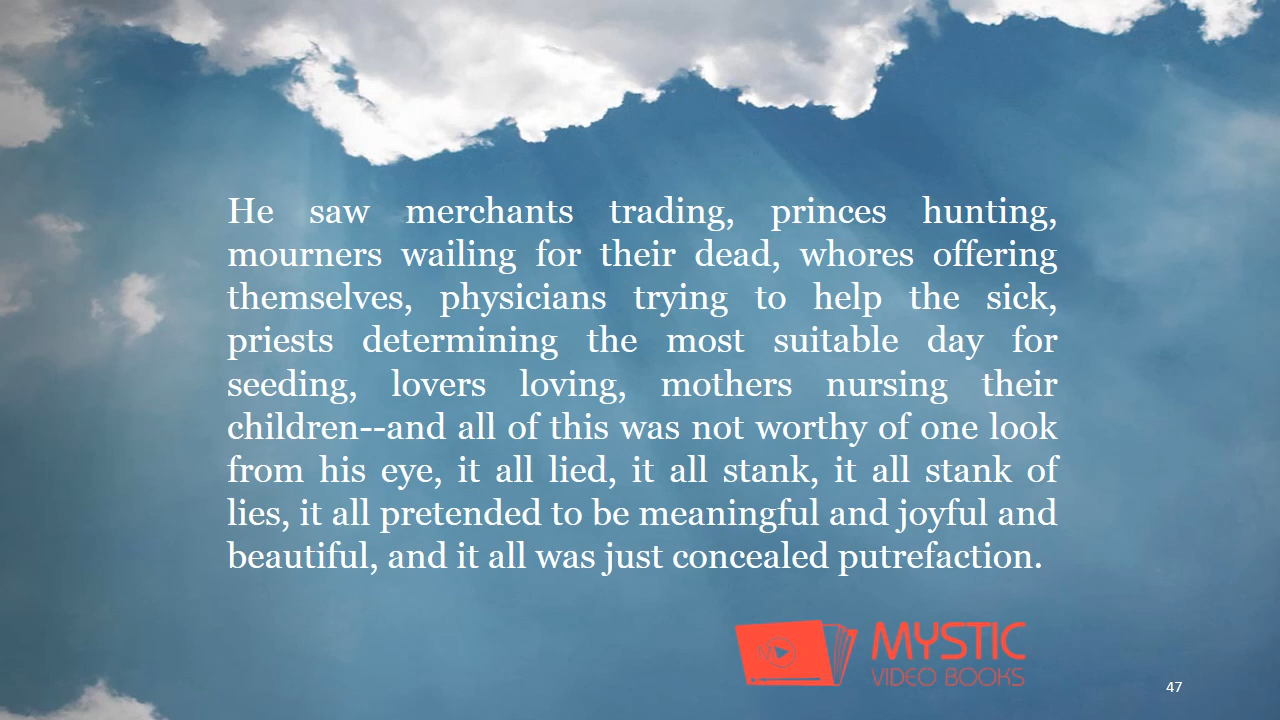 He saw merchants trading, princes hunting,
mourners wailing for their dead, whores offering
themselves, physicians trying to help the sick,
priests determining the most suitable day for
seeding, lovers loving, mothers nursing their
children--and all of this was not worthy of one look
from his eye, it all lied, it all stank, it all stank of
lies, it all pretended to be meaningful and joyful and
beautiful, and it all was just concealed putrefaction.
MYSTIC
VIDEO BOOKS
47